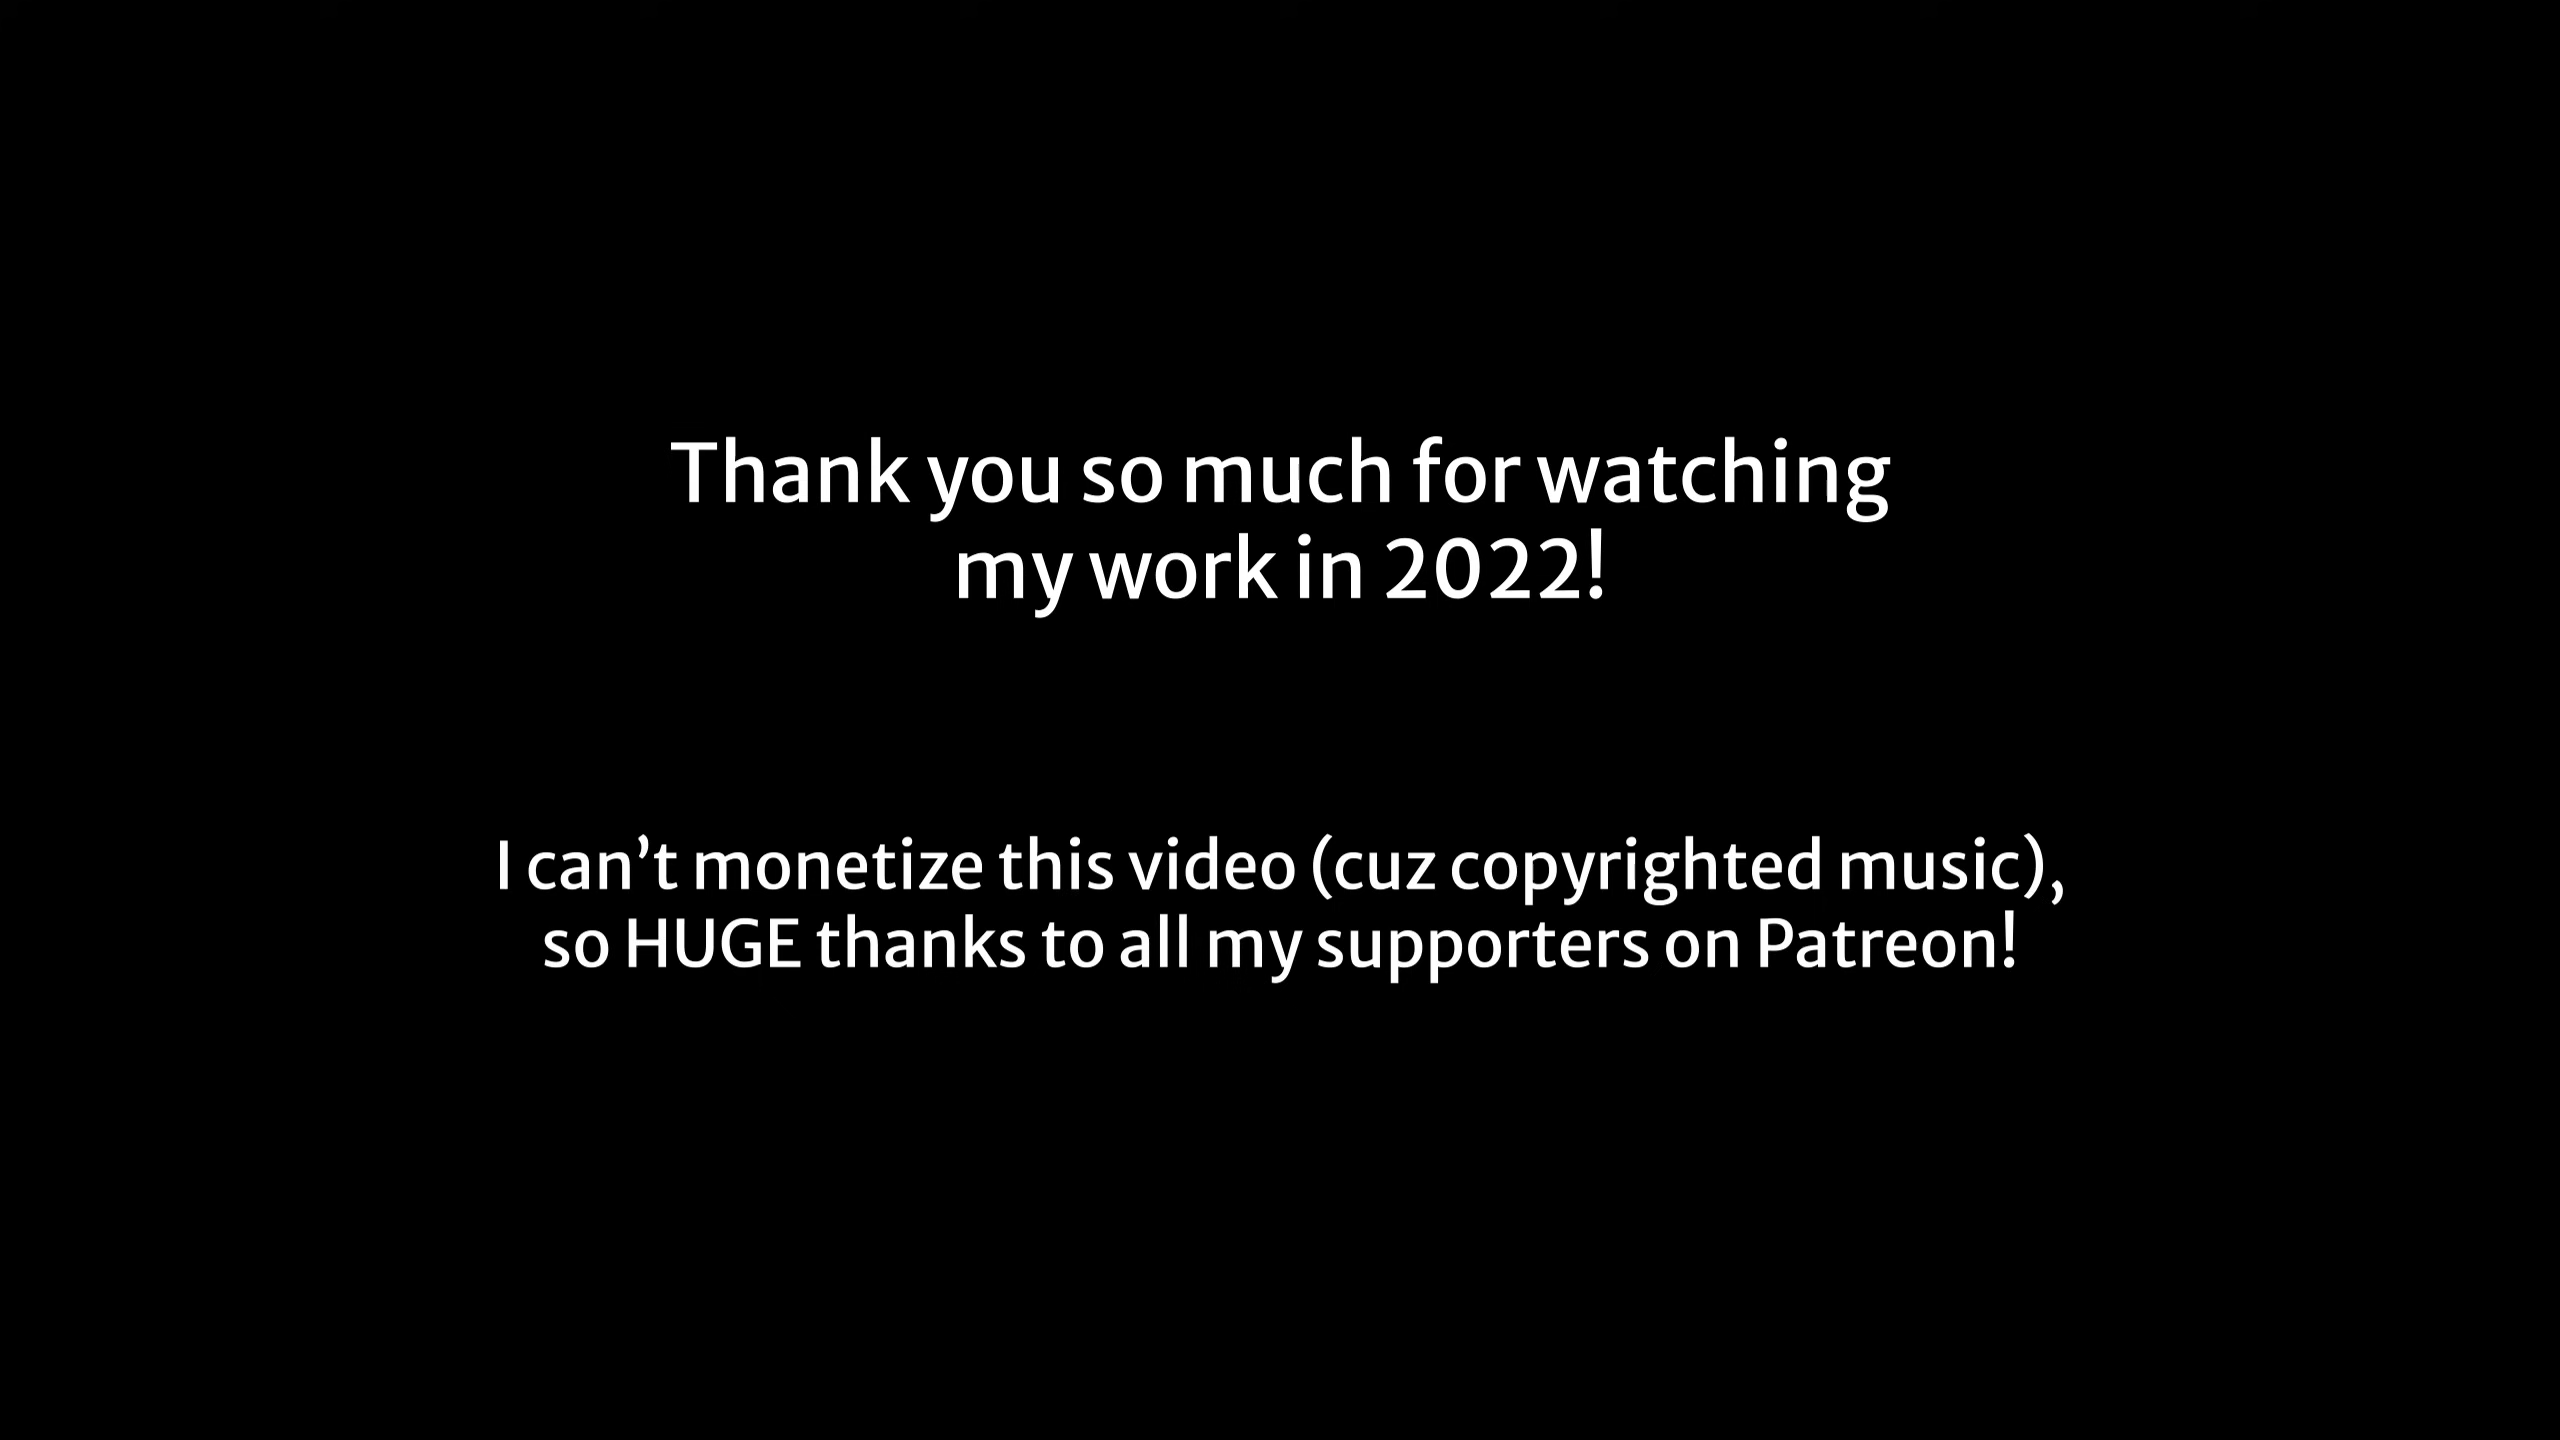 Thank you so much for watching
my work in 2022!
I can’t monetize this video (cuz copyrighted music),
so HUGE thanks to all my supporters on Patreon!